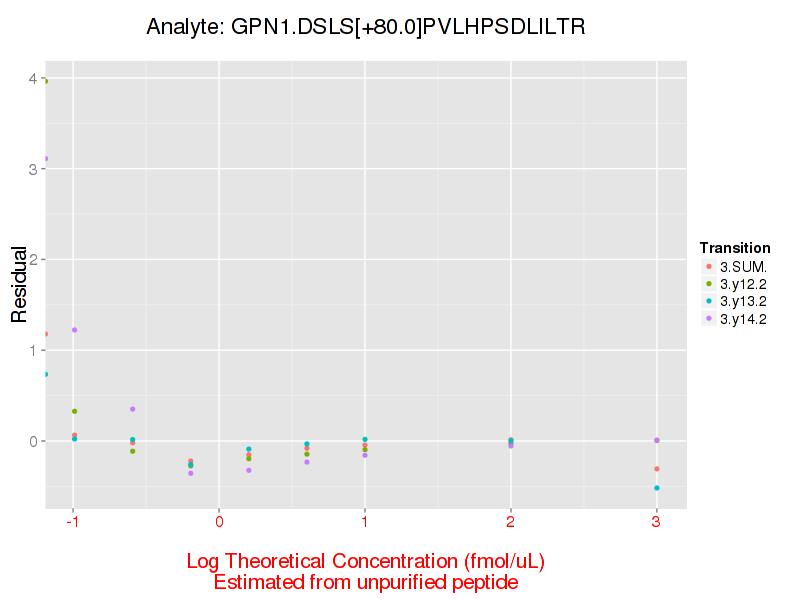 Analyte: GPN1.DSLS[+80.0]PVLHPSDLILTR
4
3
2
1
0
Residual
-1 0 1 2 3
Log Theoretical Concentration (fmol/uL)
Estimated from unpurified peptide
Transition
3.SUM.
3.y12.2
3.y13.2
3.y14.2